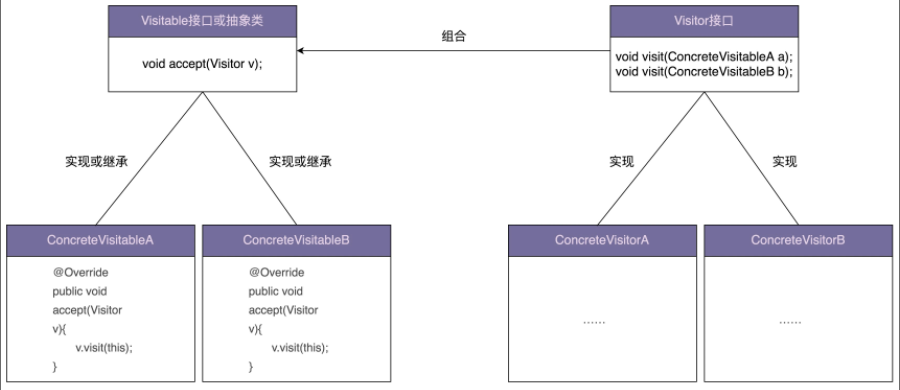 Visitable接口或抽象类
void accept(Visitor v);
组合
Visitor接口
void visit(ConcreteVisitableA a);
void visit(ConcreteVisitableB b);
实现或继承
实现或继承
实现
实现
ConcreteVisitableA
@Override
public void
accept(Visitor
v){
v.visit(this);
}
ConcreteVisitableB
@Override
public void
accept(Visitor
v){
v.visit(this);
}
ConcreteVisitorA
......
ConcreteVisitorB
......